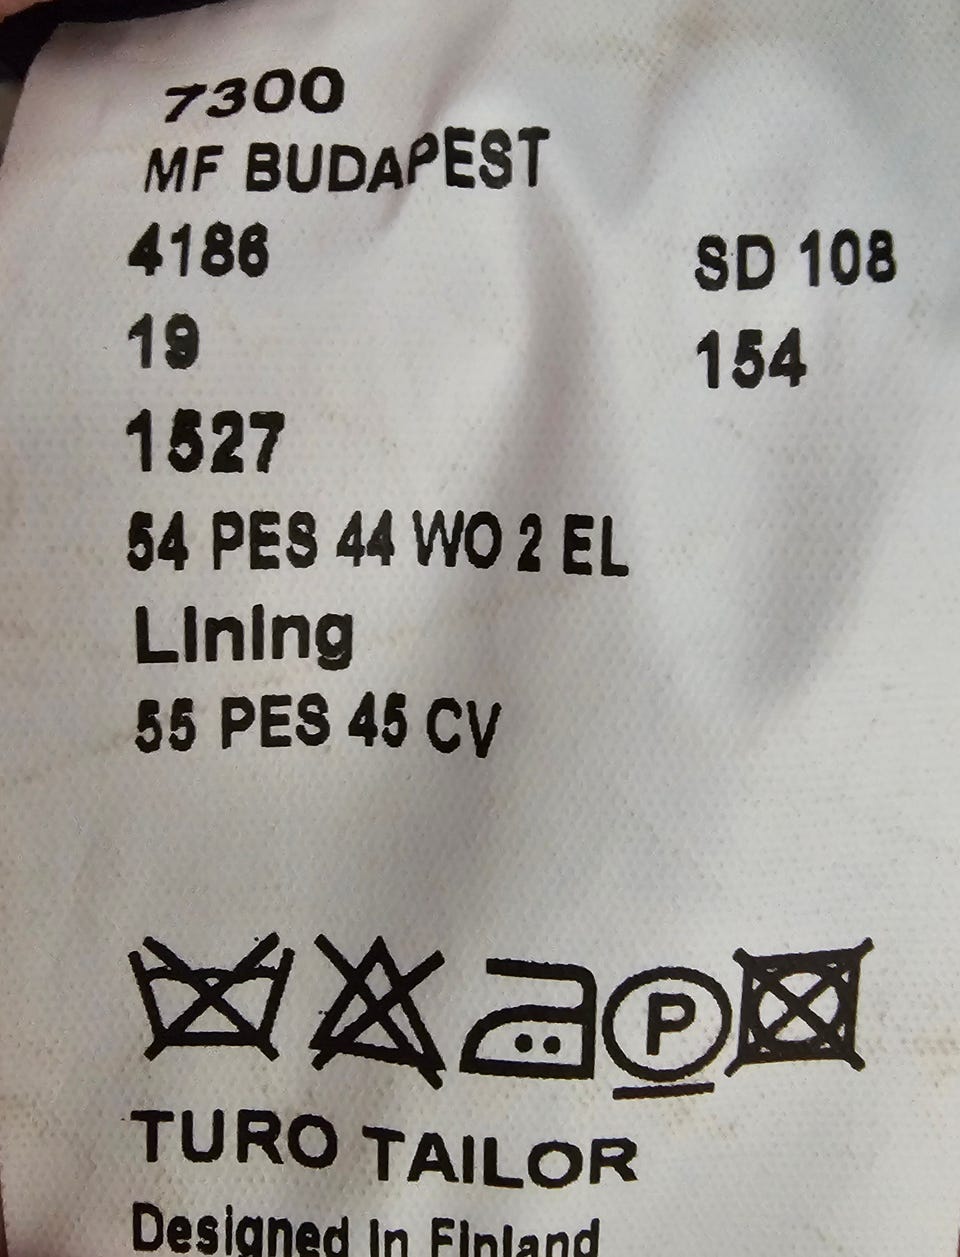 7300
MF BUDAPEST
4186 SD 108
19 154
1527
54 PES 44 WO 2 EL
Lining
55 PES 45 CV
P
TURO TAILOR
Designed in Finland